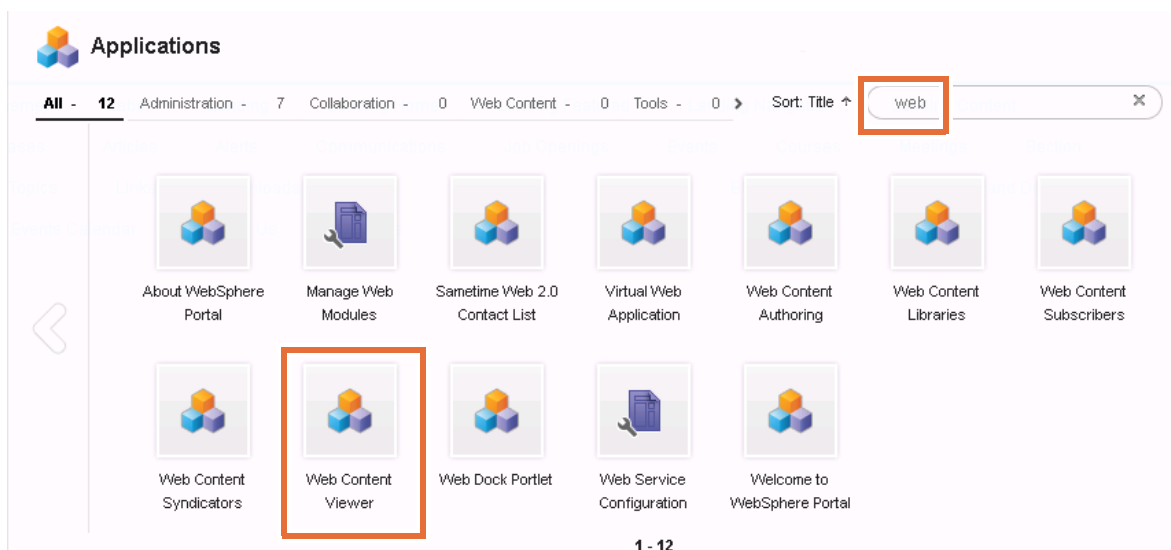 Applications
All - 12 Administration - 7 Collaboration - 0 Web Content - 0 Tools - 0 > Sort: Title ↑ web ×
About WebSphere Portal
Manage Web Modules
Sametime Web 2.0 Contact List
Virtual Web Application
Web Content Authoring
Web Content Libraries
Web Content Subscribers
Web Content Syndicators
Web Content Viewer
Web Dock Portlet
Web Service Configuration
Welcome to WebSphere Portal
1 - 12